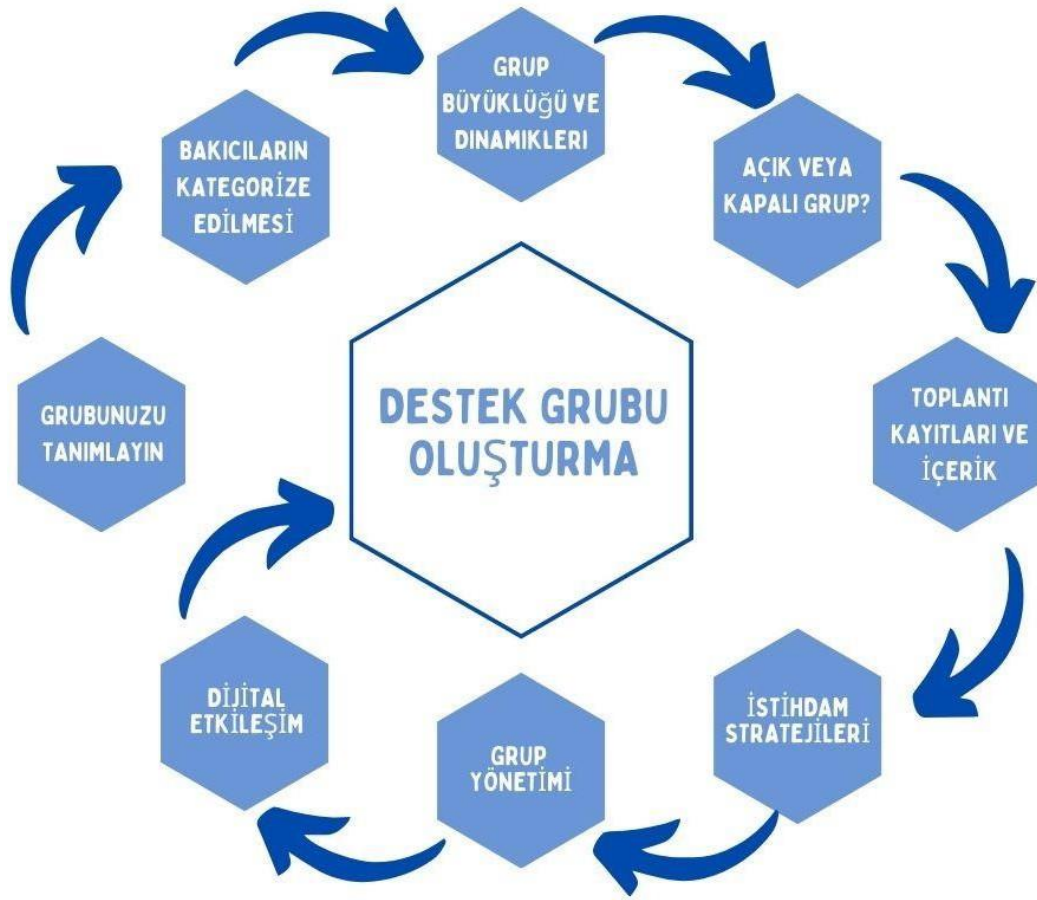 GRUBUNUZU
TANIMLAYIN
BAKICILARIN
KATEGORİZE
EDİLMESİ
GRUP
BÜYÜKLÜğÜ VE
DINAMIKLERI
AÇIK VEYA
KAPALI GRUP?
TOPLANTI
KAYITLARI VE
İÇERİK
İSTİHDAM
STRATEJİLERİ
GRUP
YÖNETİMİ
DİJİTAL
ETKİLEŞİM
DESTEK GRUBU
OLUŞTURMA